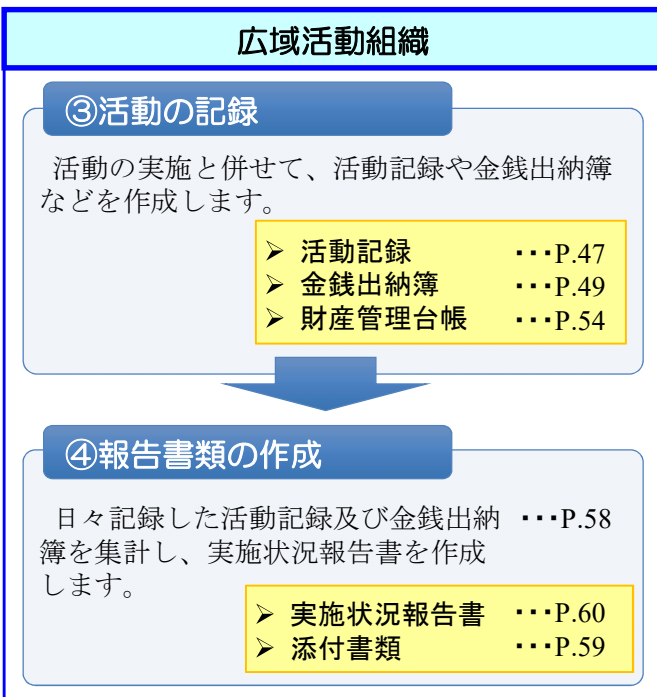 広域活動組織
③活動の記録
活動の実施と併せて、活動記録や金銭出納簿
などを作成します。
➢ 活動記録 ・・・P.47
➢ 金銭出納簿 ・・・P.49
➢ 財産管理台帳 ・・・P.54
④報告書類の作成
日々記録した活動記録及び金銭出納 ・・・P.58
簿を集計し、実施状況報告書を作成
します。
➢ 実施状況報告書 ・・・P.60
➢ 添付書類 ・・・P.59